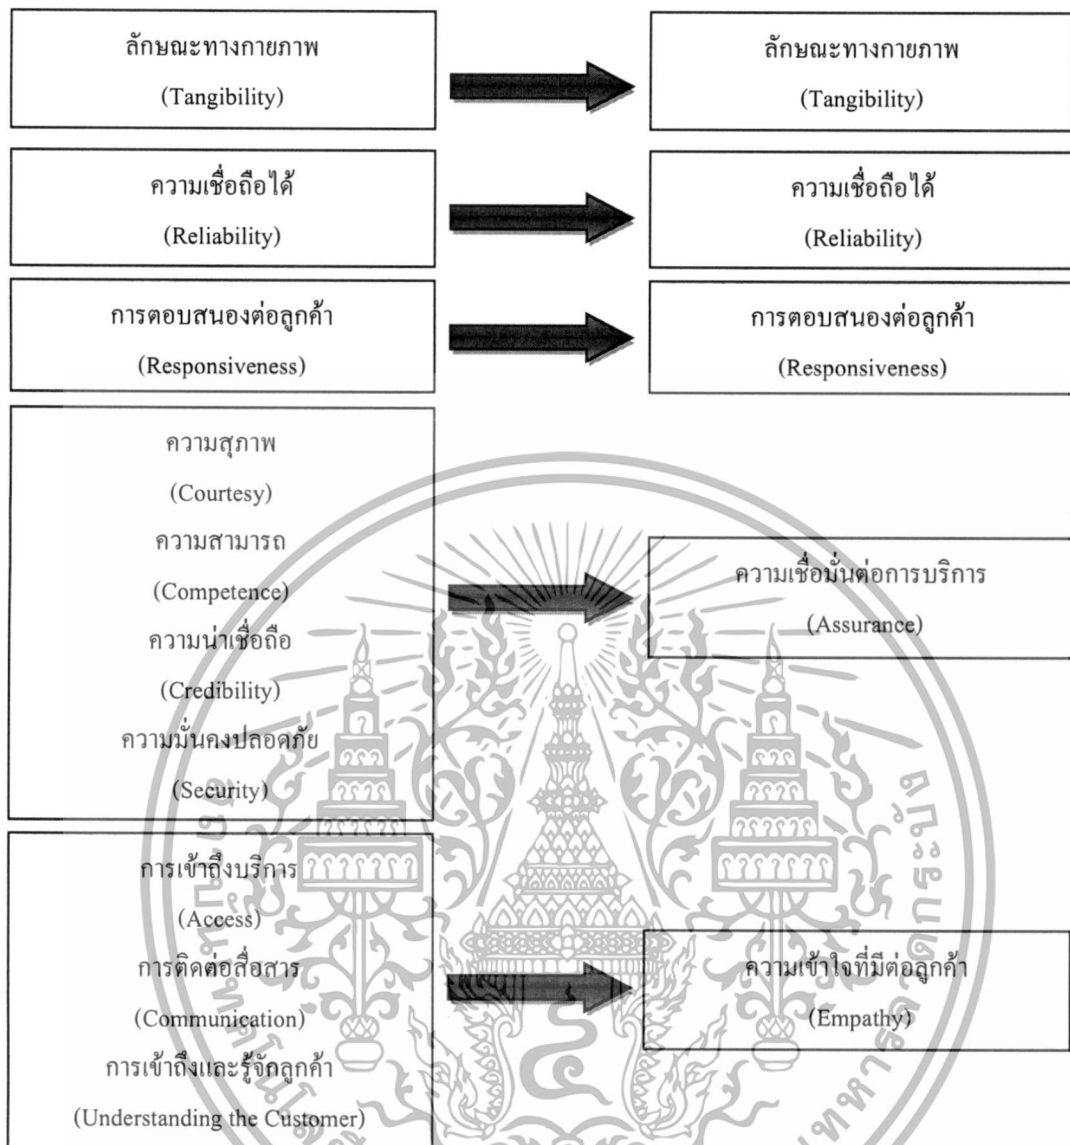 ลักษณะทางกายภาพ
(Tangibility)
ลักษณะทางกายภาพ
(Tangibility)
ความเชื่อถือได้
(Reliability)
ความเชื่อถือได้
(Reliability)
การตอบสนองต่อลูกค้า
(Responsiveness)
การตอบสนองต่อลูกค้า
(Responsiveness)
ความสุภาพ
(Courtesy)
ความสามารถ
(Competence)
ความน่าเชื่อถือ
(Credibility)
ความมั่นคงปลอดภัย
(Security)
ความเชื่อมั่นต่อการบริการ
(Assurance)
การเข้าถึงบริการ
(Access)
การติดต่อสื่อสาร
(Communication)
การเข้าถึงและรู้จักลูกค้า
(Understanding the Customer)
ความเข้าใจที่มีต่อลูกค้า
(Empathy)